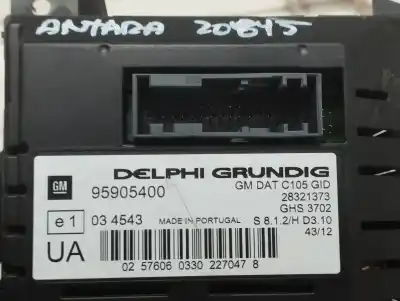 ANTARA 20845
DELPHI GRUNDIG
GM
95905400
GM DAT C105 GID
28321373
GHS 3702
e1 03 4543 MADE IN PORTUGAL S 8.1.2/H D3.10
43/12
UA
02 57606 0330 227047 8